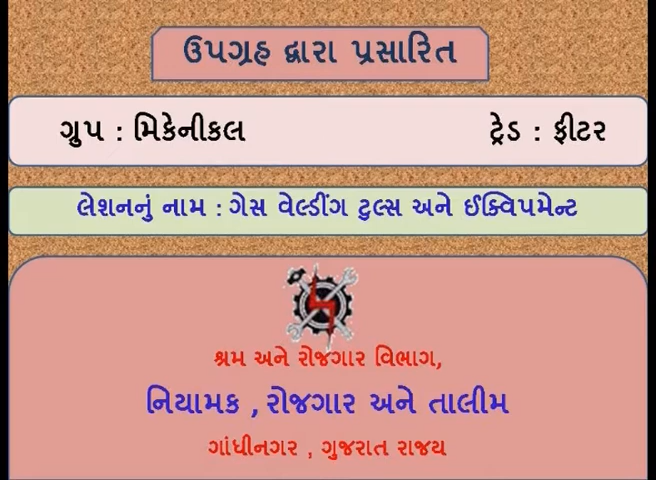 ઉપગ્રહ દ્વારા પ્રસારિત
ગ્રુપ : મિકેનીકલ ટ્રેડ : ફીટર
લેશનનું નામ : ગેસ વેલ્ડીંગ ટુલ્સ અને ઈક્વિપમેન્ટ
શ્રમ અને રોજગાર વિભાગ,
નિયામક , રોજગાર અને તાલીમ
ગાંધીનગર , ગુજરાત રાજ્ય